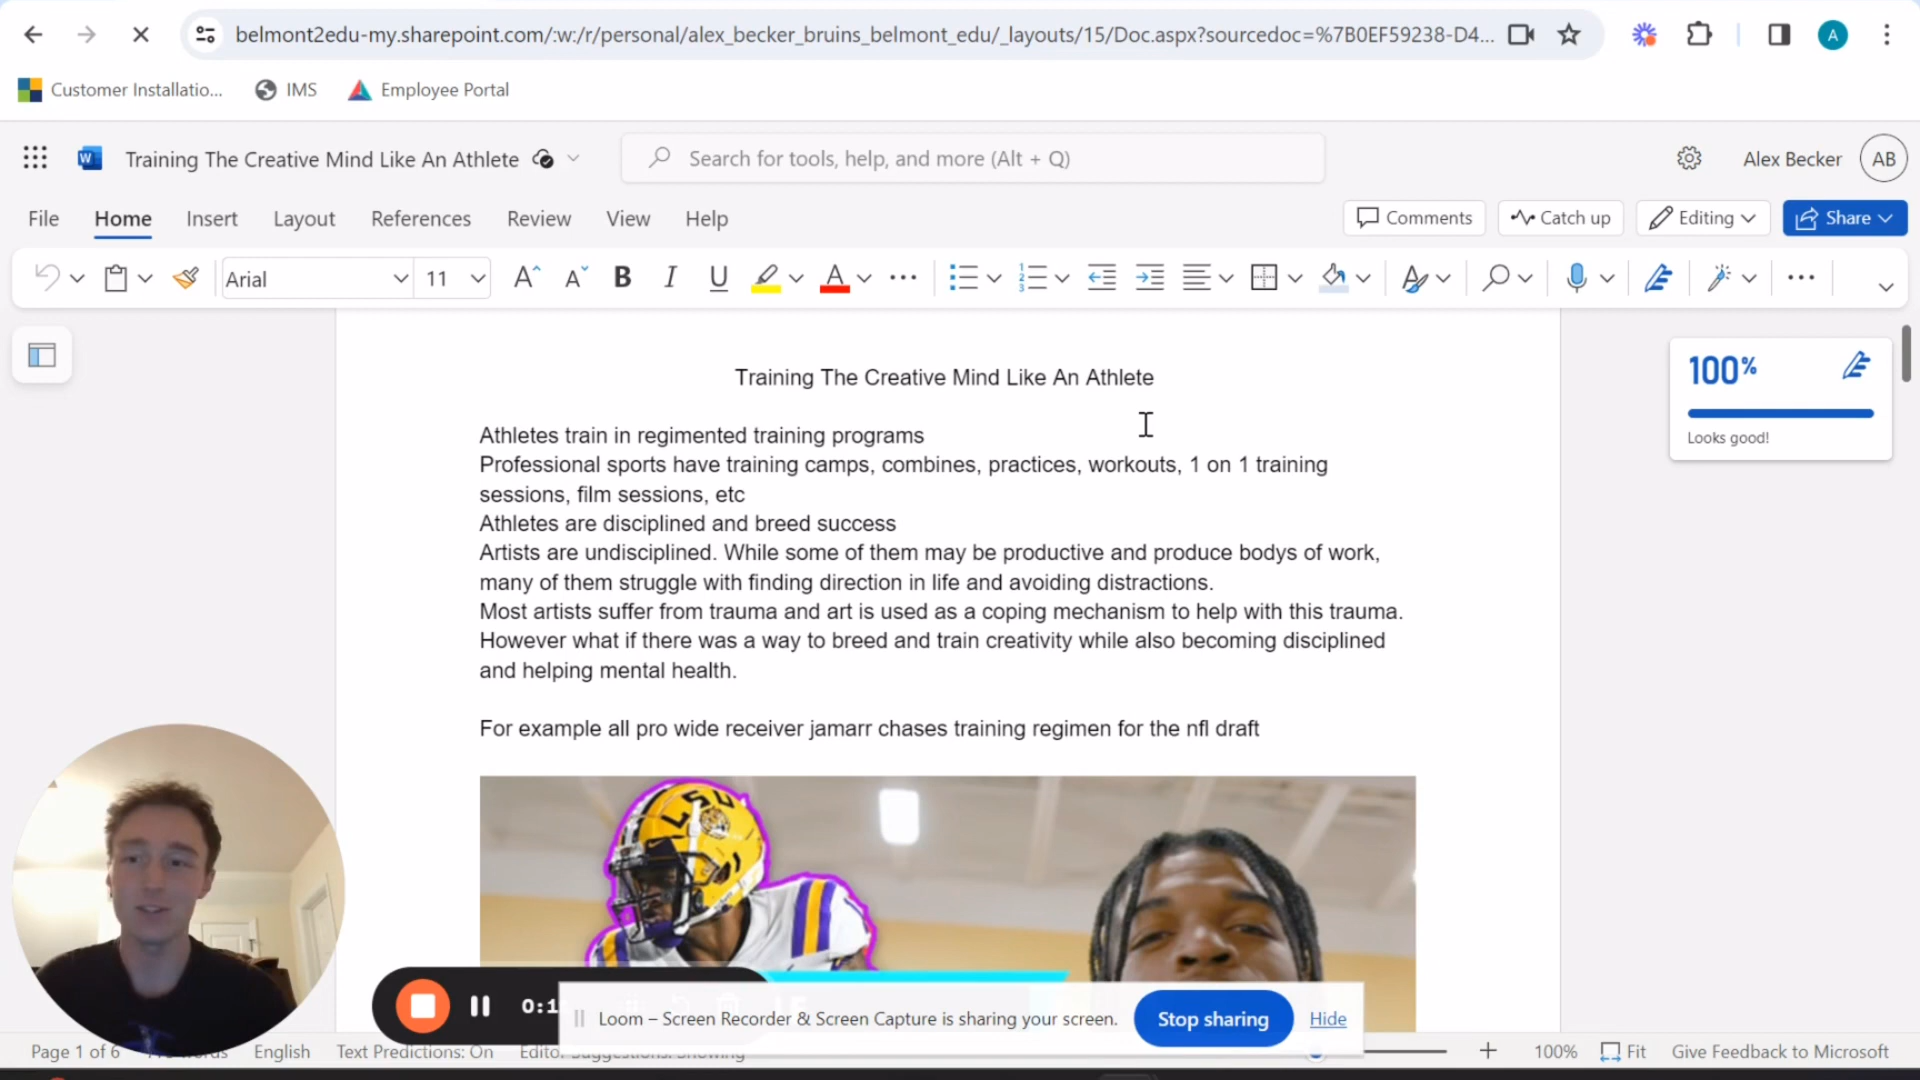 belmont2edu-my.sharepoint.com/:w:/r/personal/alex_becker_bruins_belmont_edu/_layouts/15/Doc.aspx?sourcedoc=%7B0EF59238-D4...
A
Customer Installatio...
IMS
Employee Portal
W
Training The Creative Mind Like An Athlete
Search for tools, help, and more (Alt + Q)
Alex Becker
AB
File
Home
Insert
Layout
References
Review
View
Help
Comments
Catch up
Editing
Share
Arial
11
100%
Looks good!
Training The Creative Mind Like An Athlete
Athletes train in regimented training programs
Professional sports have training camps, combines, practices, workouts, 1 on 1 training
sessions, film sessions, etc
Athletes are disciplined and breed success
Artists are undisciplined. While some of them may be productive and produce bodys of work,
many of them struggle with finding direction in life and avoiding distractions.
Most artists suffer from trauma and art is used as a coping mechanism to help with this trauma.
However what if there was a way to breed and train creativity while also becoming disciplined
and helping mental health.
For example all pro wide receiver jamarr chases training regimen for the nfl draft
LSU
0:1
Loom – Screen Recorder & Screen Capture is sharing your screen.
Stop sharing
Hide
Page 1 of 6
English
Text Predictions: On
100%
Fit
Give Feedback to Microsoft